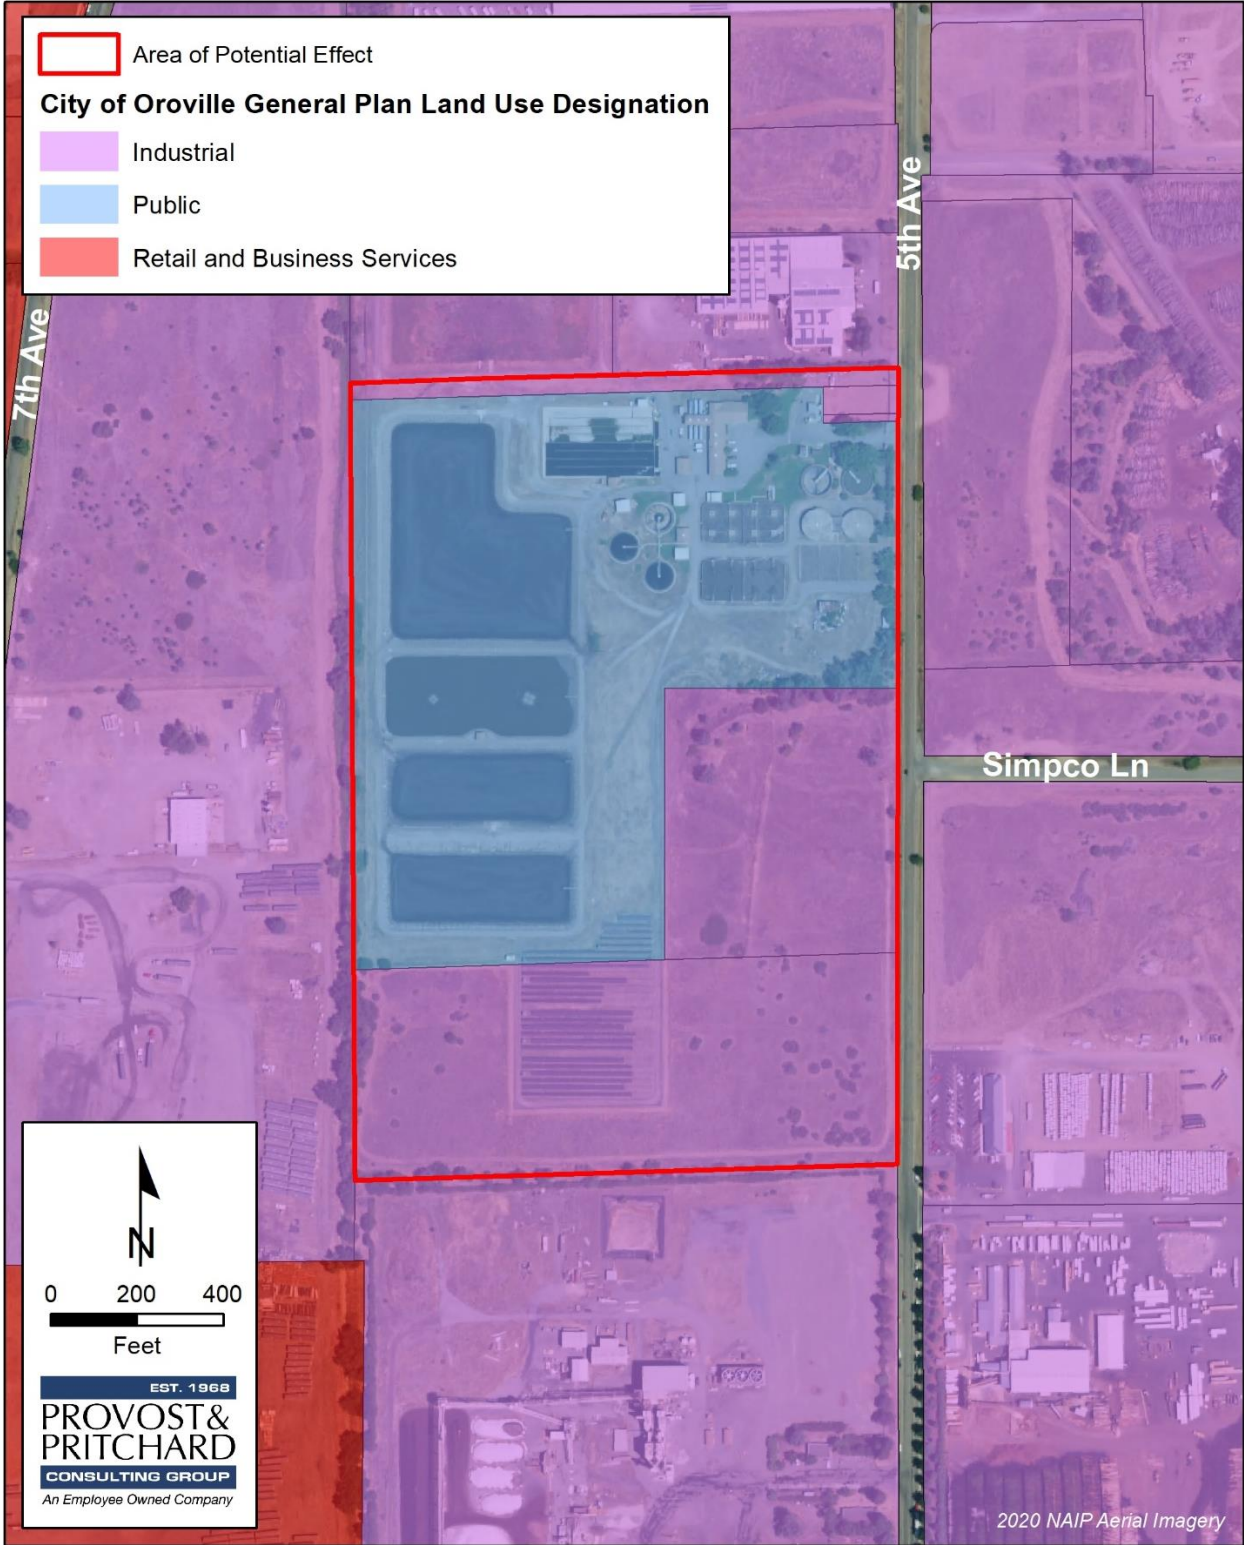 Area of Potential Effect
City of Oroville General Plan Land Use Designation
Industrial
Public
Retail and Business Services
5th Ave
7th Ave
Simpco Ln
N
0 200 400
Feet
EST. 1968
PROVOST &
PRITCHARD
CONSULTING GROUP
An Employee Owned Company
2020 NAIP Aerial Imagery